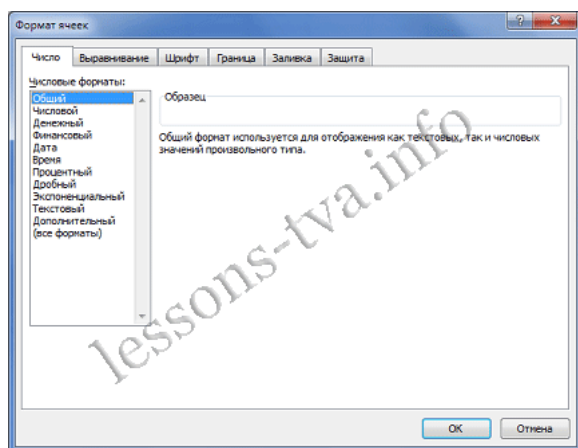 Формат ячеек
Число Выравнивание Шрифт Граница Заливка Защита
Числовые форматы:
Общий
Числовой
Денежный
Финансовый
Дата
Время
Процентный
Дробный
Экспоненциальный
Текстовый
Дополнительный
(все форматы)
Образец
Общий формат используется для отображения как текстовых, так и числовых
значений произвольного типа.
lessons-tva.info
OK Отмена